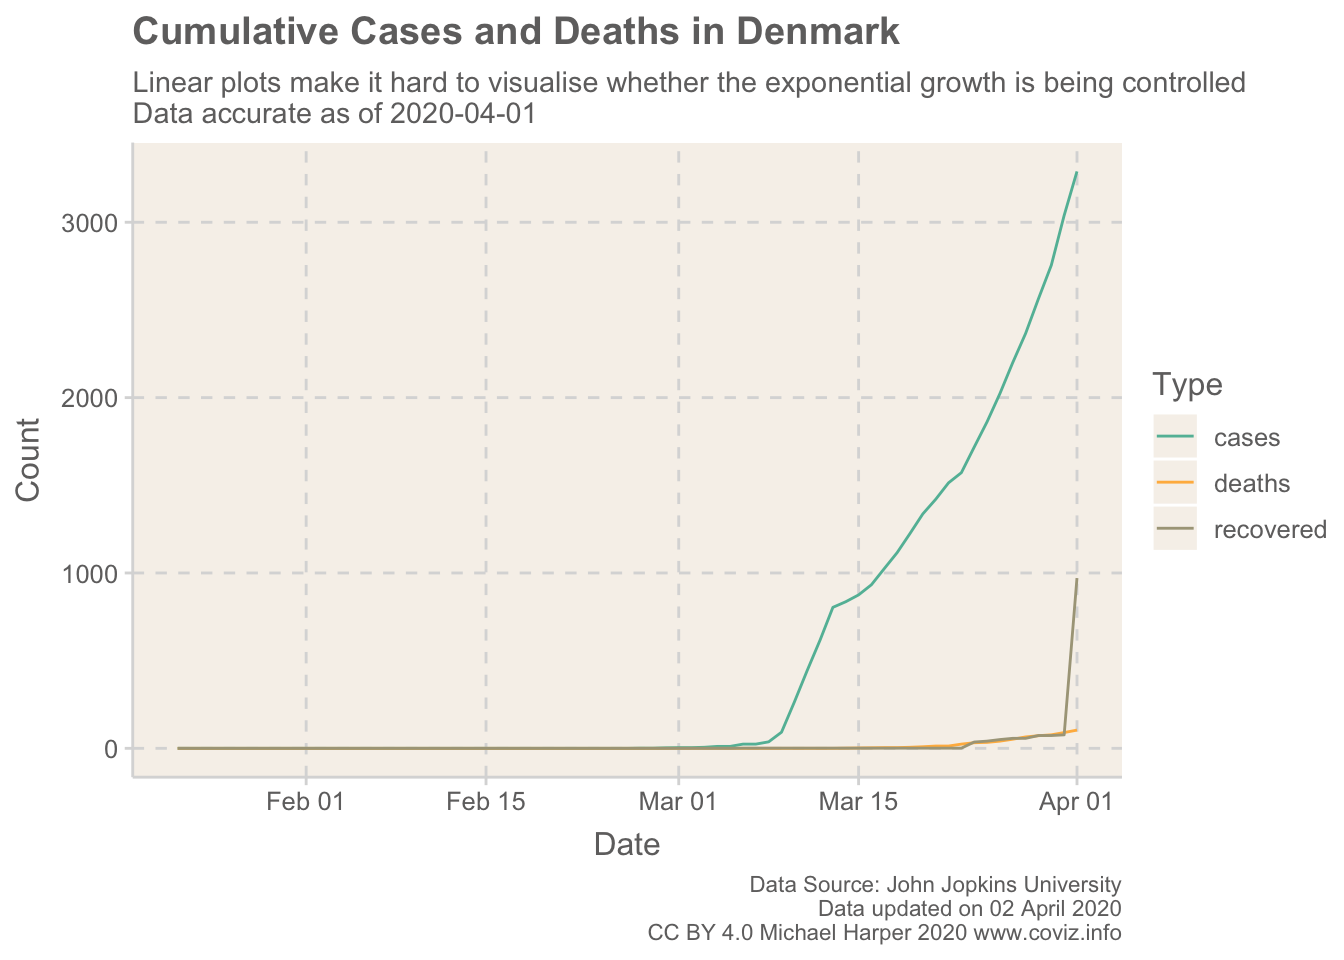 Cumulative Cases and Deaths in Denmark
Linear plots make it hard to visualise whether the exponential growth is being controlled
Data accurate as of 2020-04-01
Count
3000
2000
1000
0
Feb 01
Feb 15
Mar 01
Mar 15
Apr 01
Date
Type
cases
deaths
recovered
Data Source: John Jopkins University
Data updated on 02 April 2020
CC BY 4.0 Michael Harper 2020 www.coviz.info